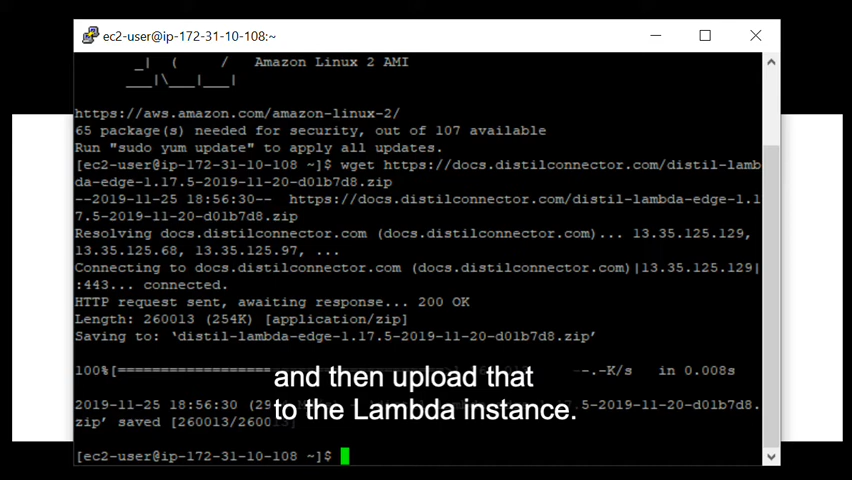 ec2-user@ip-172-31-10-108:~
_|  (     /   Amazon Linux 2 AMI
___|\___|___|
https://aws.amazon.com/amazon-linux-2/
65 package(s) needed for security, out of 107 available
Run "sudo yum update" to apply all updates.
[ec2-user@ip-172-31-10-108 ~]$ wget https://docs.distilconnector.com/distil-lamb
da-edge-1.17.5-2019-11-20-d01b7d8.zip
--2019-11-25 18:56:30--  https://docs.distilconnector.com/distil-lambda-edge-1.1
7.5-2019-11-20-d01b7d8.zip
Resolving docs.distilconnector.com (docs.distilconnector.com)... 13.35.125.129,
13.35.125.68, 13.35.125.97, ...
Connecting to docs.distilconnector.com (docs.distilconnector.com)|13.35.125.129|
:443... connected.
HTTP request sent, awaiting response... 200 OK
Length: 260013 (254K) [application/zip]
Saving to: ‘distil-lambda-edge-1.17.5-2019-11-20-d01b7d8.zip’
100%[===================== --.-K/s   in 0.008s
and then upload that
to the Lambda instance.
2019-11-25 18:56:30 (29 -2019-11-20-d01b7d8.
zip’ saved [260013/260013]
[ec2-user@ip-172-31-10-108 ~]$